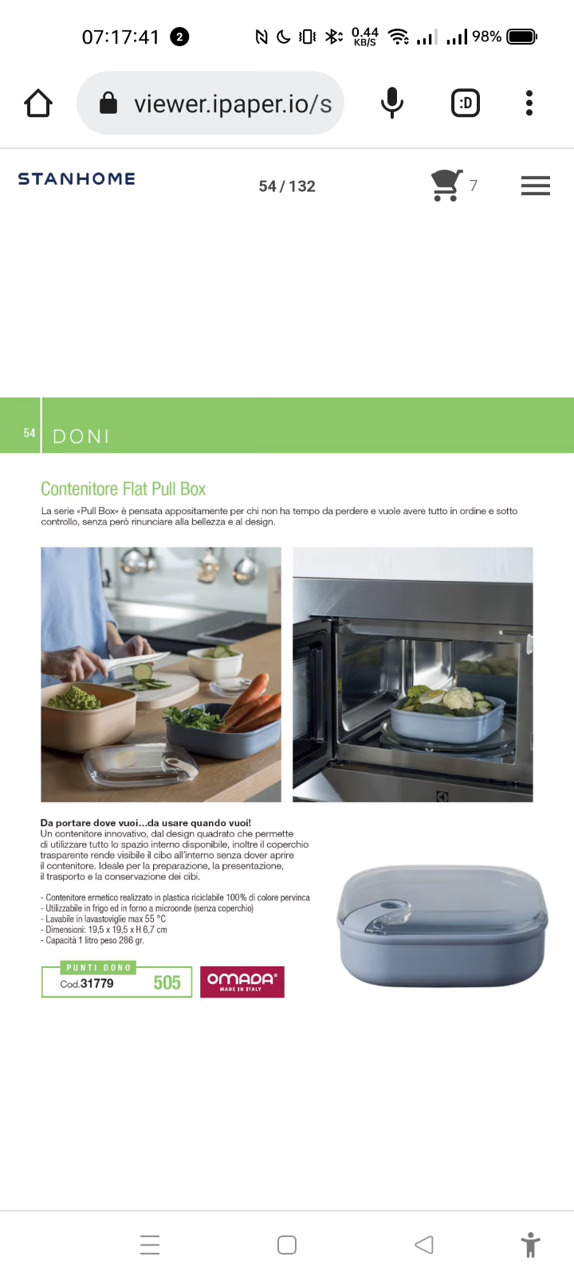 07:17:41 2 0.44 KB/S 98%
viewer.ipaper.io/s :D
STANHOME 54 / 132 7
54 DONI
Contenitore Flat Pull Box
La serie «Pull Box» è pensata appositamente per chi non ha tempo da perdere e vuole avere tutto in ordine e sotto
controllo, senza però rinunciare alla bellezza e al design.
Da portare dove vuoi...da usare quando vuoi!
Un contenitore innovativo, dal design quadrato che permette
di utilizzare tutto lo spazio interno disponibile, inoltre il coperchio
trasparente rende visibile il cibo all'interno senza dover aprire
il contenitore. Ideale per la preparazione, la presentazione,
il trasporto e la conservazione dei cibi.
- Contenitore ermetico realizzato in plastica riciclabile 100% di colore pervinca
- Utilizzabile in frigo ed in forno a microonde (senza coperchio)
- Lavabile in lavastoviglie max 55 °C
- Dimensioni: 19,5 x 19,5 x H 6,7 cm
- Capacità 1 litro peso 286 gr.
PUNTI DONO
Cod.31779 505
OMADA®
MADE IN ITALY